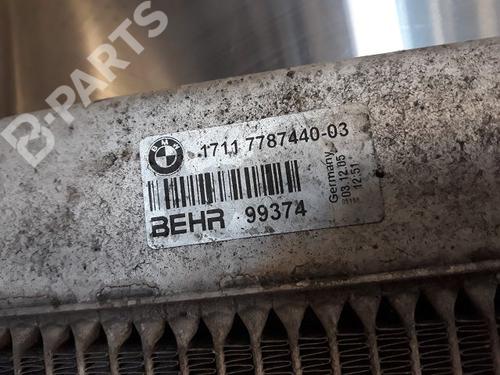 B-PARTS
BMW
1711 7787440-03
BEHR 99374
Germany
03.12.05
12:51